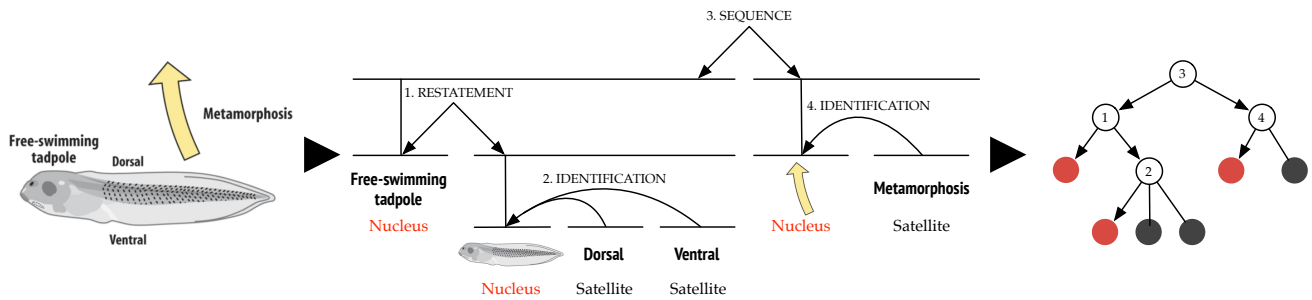 Metamorphosis
Free-swimming
tadpole
Dorsal
Ventral
3. SEQUENCE
1. RESTATEMENT
4. IDENTIFICATION
Free-swimming
tadpole
Nucleus
2. IDENTIFICATION
Nucleus
Metamorphosis
Satellite
Dorsal
Ventral
Nucleus
Satellite
Satellite
3
1
4
2